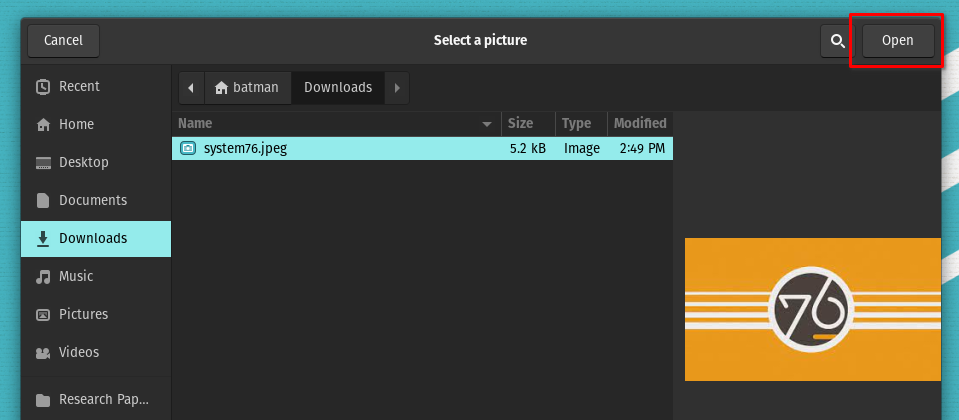 Cancel
Select a picture
Open
Recent
Home
Desktop
Documents
Downloads
Music
Pictures
Videos
Research Pap...
batman
Downloads
Name Size Type Modified
system76.jpeg 5.2 kB Image 2:49 PM
76